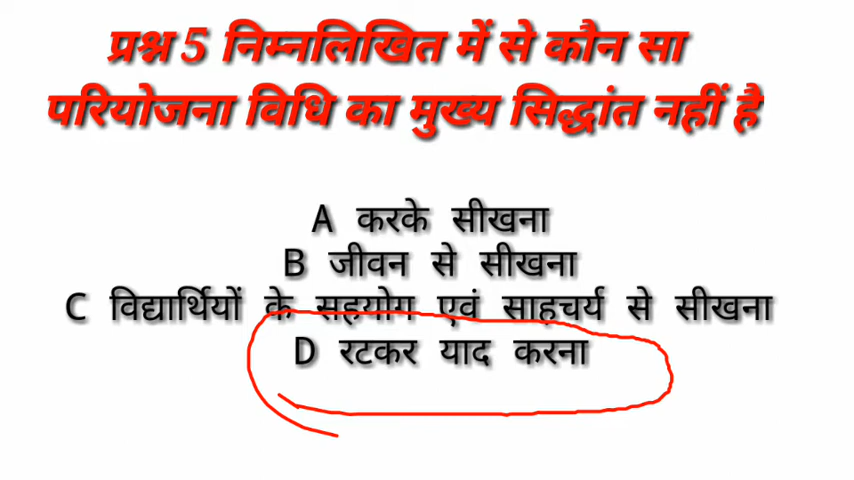 प्रश्न 5 निम्नलिखित में से कौन सा
परियोजना विधि का मुख्य सिद्धांत नहीं है
A करके सीखना
B जीवन से सीखना
C विद्यार्थियों के सहयोग एवं साहचर्य से सीखना
D रटकर याद करना